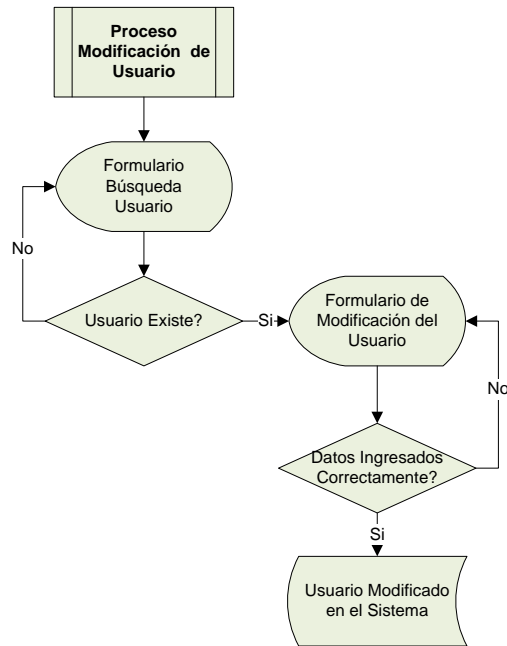 Proceso
Modificación de
Usuario
Formulario
Búsqueda
Usuario
No
Usuario Existe?
Si
Formulario de
Modificación del
Usuario
No
Datos Ingresados
Correctamente?
Si
Usuario Modificado
en el Sistema